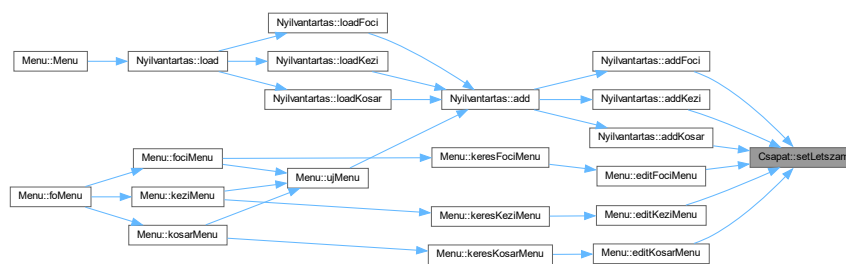 Nyilvantartas::loadFoci
Menu::Menu
Nyilvantartas::load
Nyilvantartas::loadKezi
Nyilvantartas::loadKosar
Nyilvantartas::add
Nyilvantartas::addFoci
Nyilvantartas::addKezi
Nyilvantartas::addKosar
Csapat::setLetszam
Menu::fociMenu
Menu::keresFociMenu
Menu::editFociMenu
Menu::ujMenu
Menu::foMenu
Menu::keziMenu
Menu::keresKeziMenu
Menu::editKeziMenu
Menu::kosarMenu
Menu::keresKosarMenu
Menu::editKosarMenu